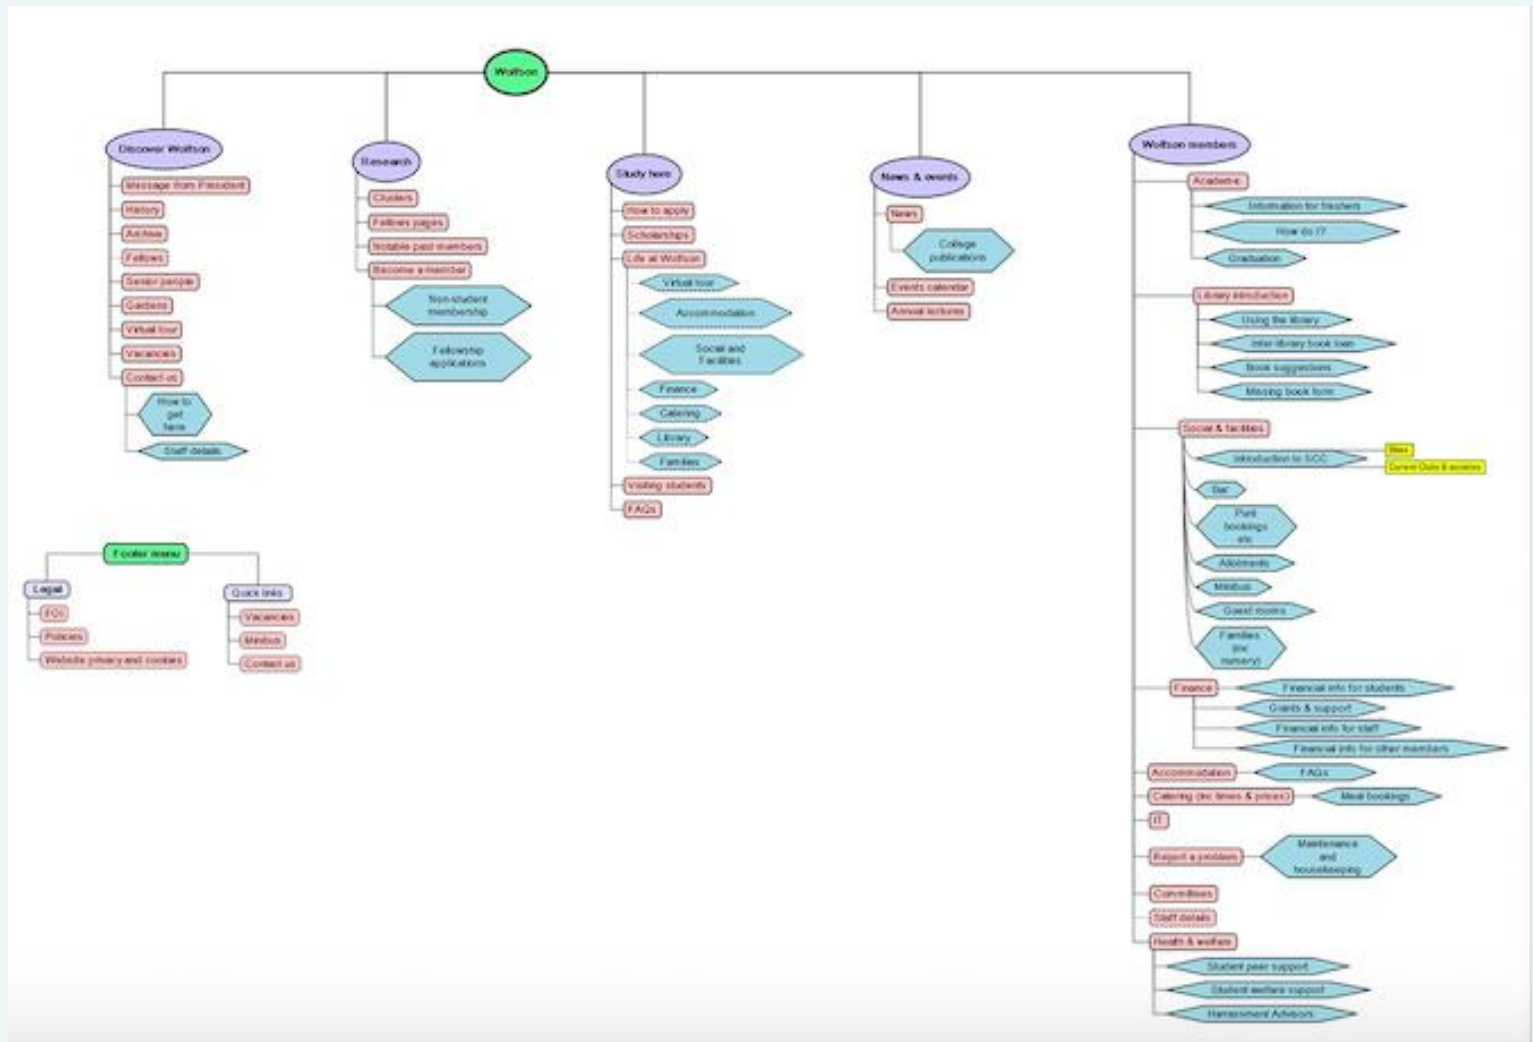 Wolfson
Discover Wolfson
Message from President
History
Archive
Fellows
Senior people
Gardens
Virtual tour
Vacancies
Contact us
How to
get
here
Staff details
Research
Clusters
Fellows pages
Notable past members
Become a member
Non-student
membership
Fellowship
applications
Study here
How to apply
Scholarships
Life at Wolfson
Virtual tour
Accommodation
Social and
Facilities
Finance
Catering
Library
Families
Visiting students
FAQs
News & events
News
College
publications
Events calendar
Annual lectures
Wolfson members
Academic
Information for freshers
How do I?
Graduation
Library introduction
Using the library
Inter-library book loan
Book suggestions
Missing book form
Social & facilities
Introduction to
Bar
Punt
bookings
etc
Allotments
Minibus
Guest rooms
Families
(inc
nursery)
Finance
Financial info for students
Grants & support
Financial info for staff
Financial info for other members
Accommodation
FAQs
Catering (inc times & prices)
Meal bookings
IT
Report a problem
Maintenance
and
housekeeping
Committees
Staff details
Health & welfare
Student peer support
Student welfare support
Harrassment Advisors
Footer menu
Legal
FOI
Policies
Website privacy and cookies
Quick links
Vacancies
Minibus
Contact us